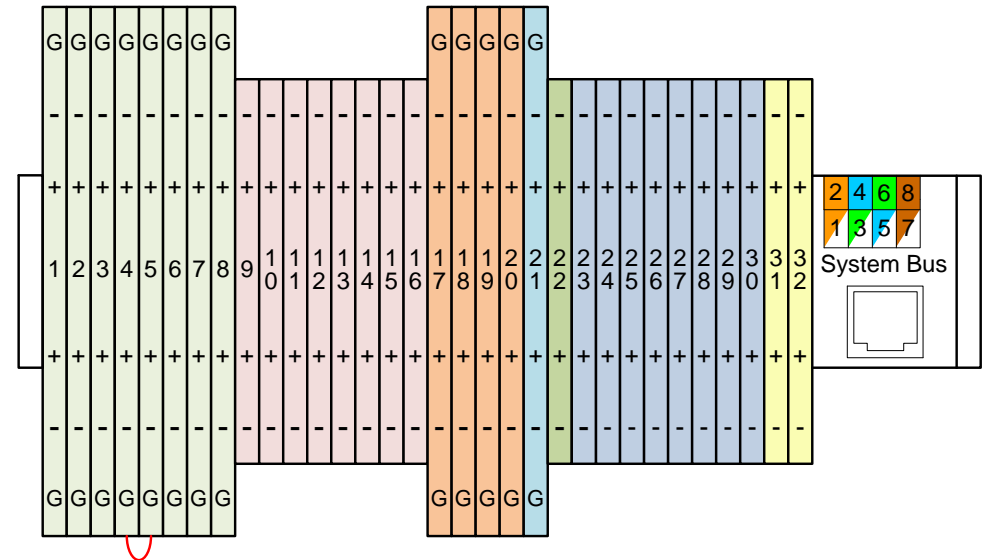 G G G G G G G G G G G G G
- - - - - - - - - - - - - - - - - - - - - - - - - - - - - - - -
+ + + + + + + + + + + + + + + + + + + + + + + + + + + + + + + +
2 4 6 8
1 3 5 7
1 2 3 4 5 6 7 8 9 10 11 12 13 14 15 16 17 18 19 20 21 22 23 24 25 26 27 28 29 30 31 32
System Bus
+ + + + + + + + + + + + + + + + + + + + + + + + + + + + + + + +
- - - - - - - - - - - - - - - - - - - - - - - - - - - - - - - -
G G G G G G G G G G G G G